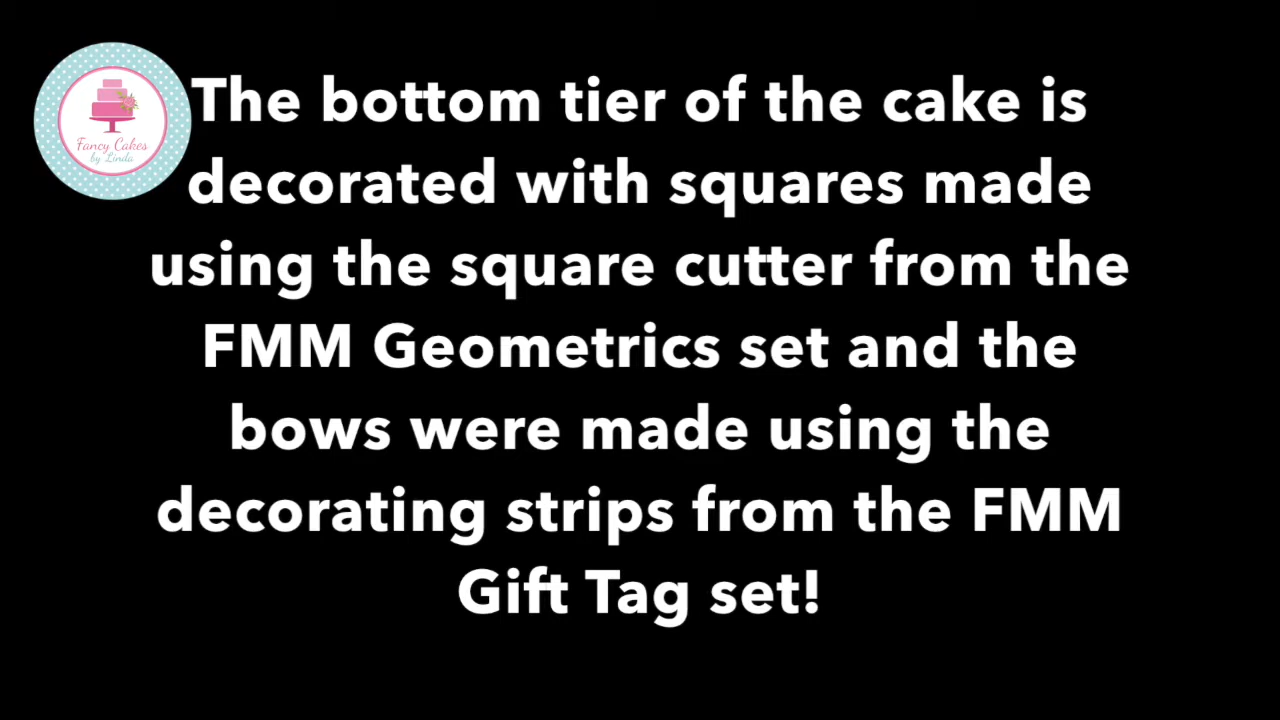 The bottom tier of the cake is
decorated with squares made
using the square cutter from the
FMM Geometrics set and the
bows were made using the
decorating strips from the FMM
Gift Tag set!
Fancy Cakes
by Linda